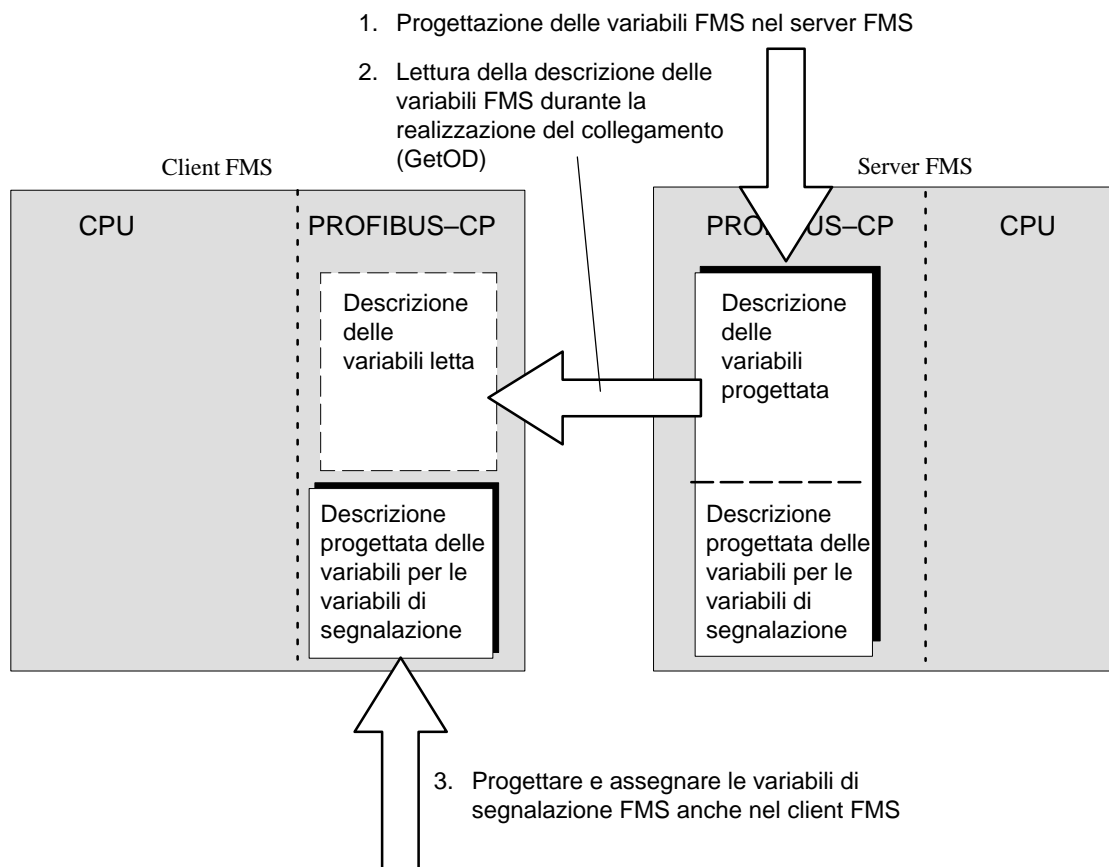 1. Progettazione delle variabili FMS nel server FMS
2. Lettura della descrizione delle
variabili FMS durante la
realizzazione del collegamento
(GetOD)
Client FMS
Server FMS
CPU
PROFIBUS–CP
PROFIBUS–CP
CPU
Descrizione
delle
variabili letta
Descrizione
delle
variabili
progettata
Descrizione
progettata delle
variabili per le
variabili di
segnalazione
Descrizione
progettata delle
variabili per le
variabili di
segnalazione
3. Progettare e assegnare le variabili di
segnalazione FMS anche nel client FMS